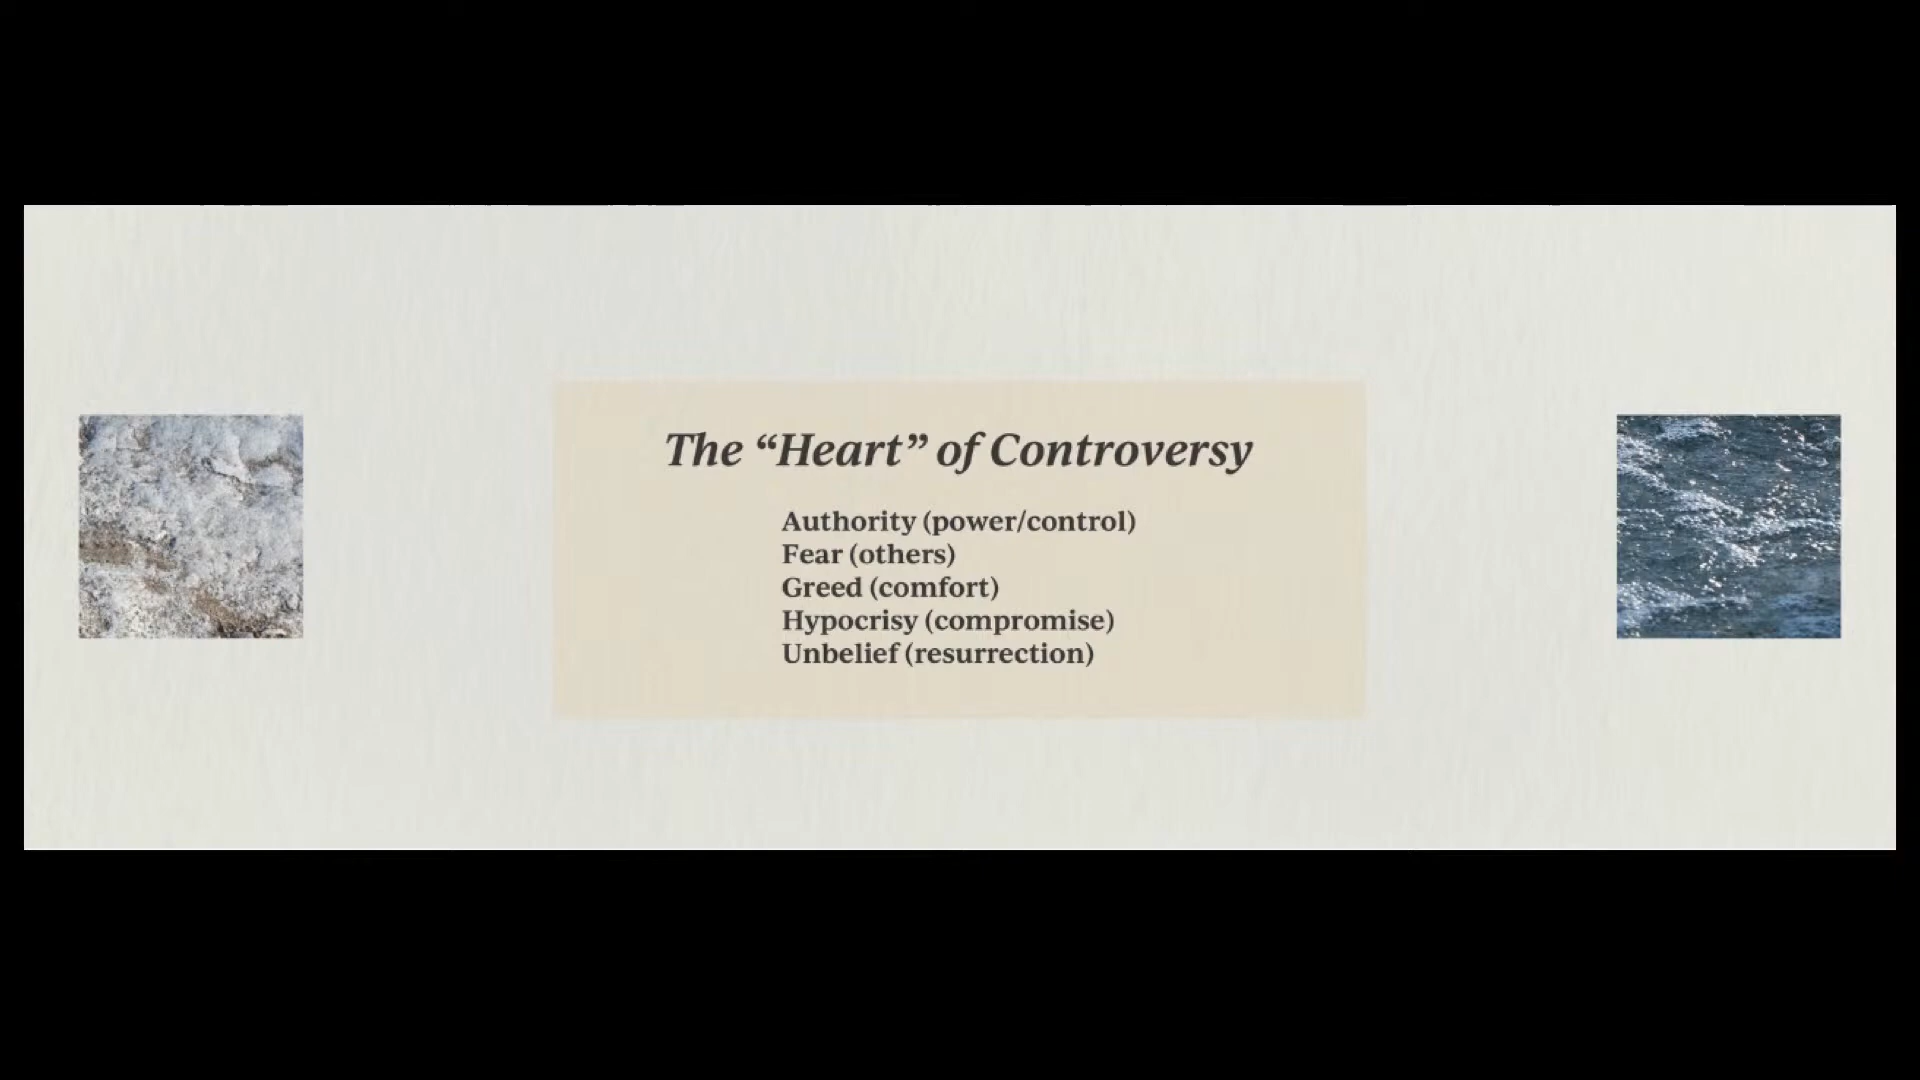 The “Heart” of Controversy
Authority (power/control)
Fear (others)
Greed (comfort)
Hypocrisy (compromise)
Unbelief (resurrection)